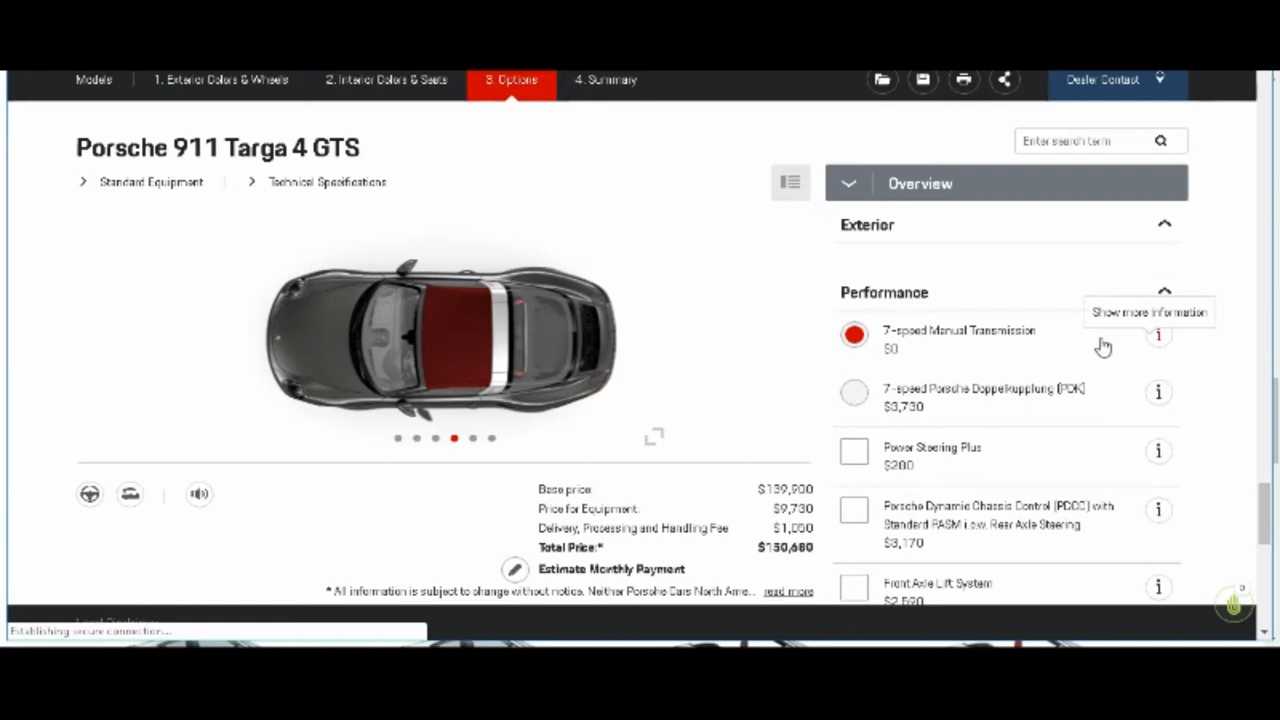 Models
1. Exterior Colors & Wheels
2. Interior Colors & Seats
3. Options
4. Summary
Dealer Contact
Porsche 911 Targa 4 GTS
Enter search term
Standard Equipment
Technical Specifications
Overview
Exterior
Performance
Show more information
7-speed Manual Transmission
$0
7-speed Porsche Doppelkupplung (PDK)
$3,730
Power Steering Plus
$280
Porsche Dynamic Chassis Control (PDCC) with
Standard PASM i.c.w. Rear Axle Steering
$3,170
Front Axle Lift System
$2,590
Base price: $139,900
Price for Equipment: $9,730
Delivery, Processing and Handling Fee $1,050
Total Price:* $150,680
Estimate Monthly Payment
* All information is subject to change without notice. Neither Porsche Cars North Ame... read more
Establishing secure connection...